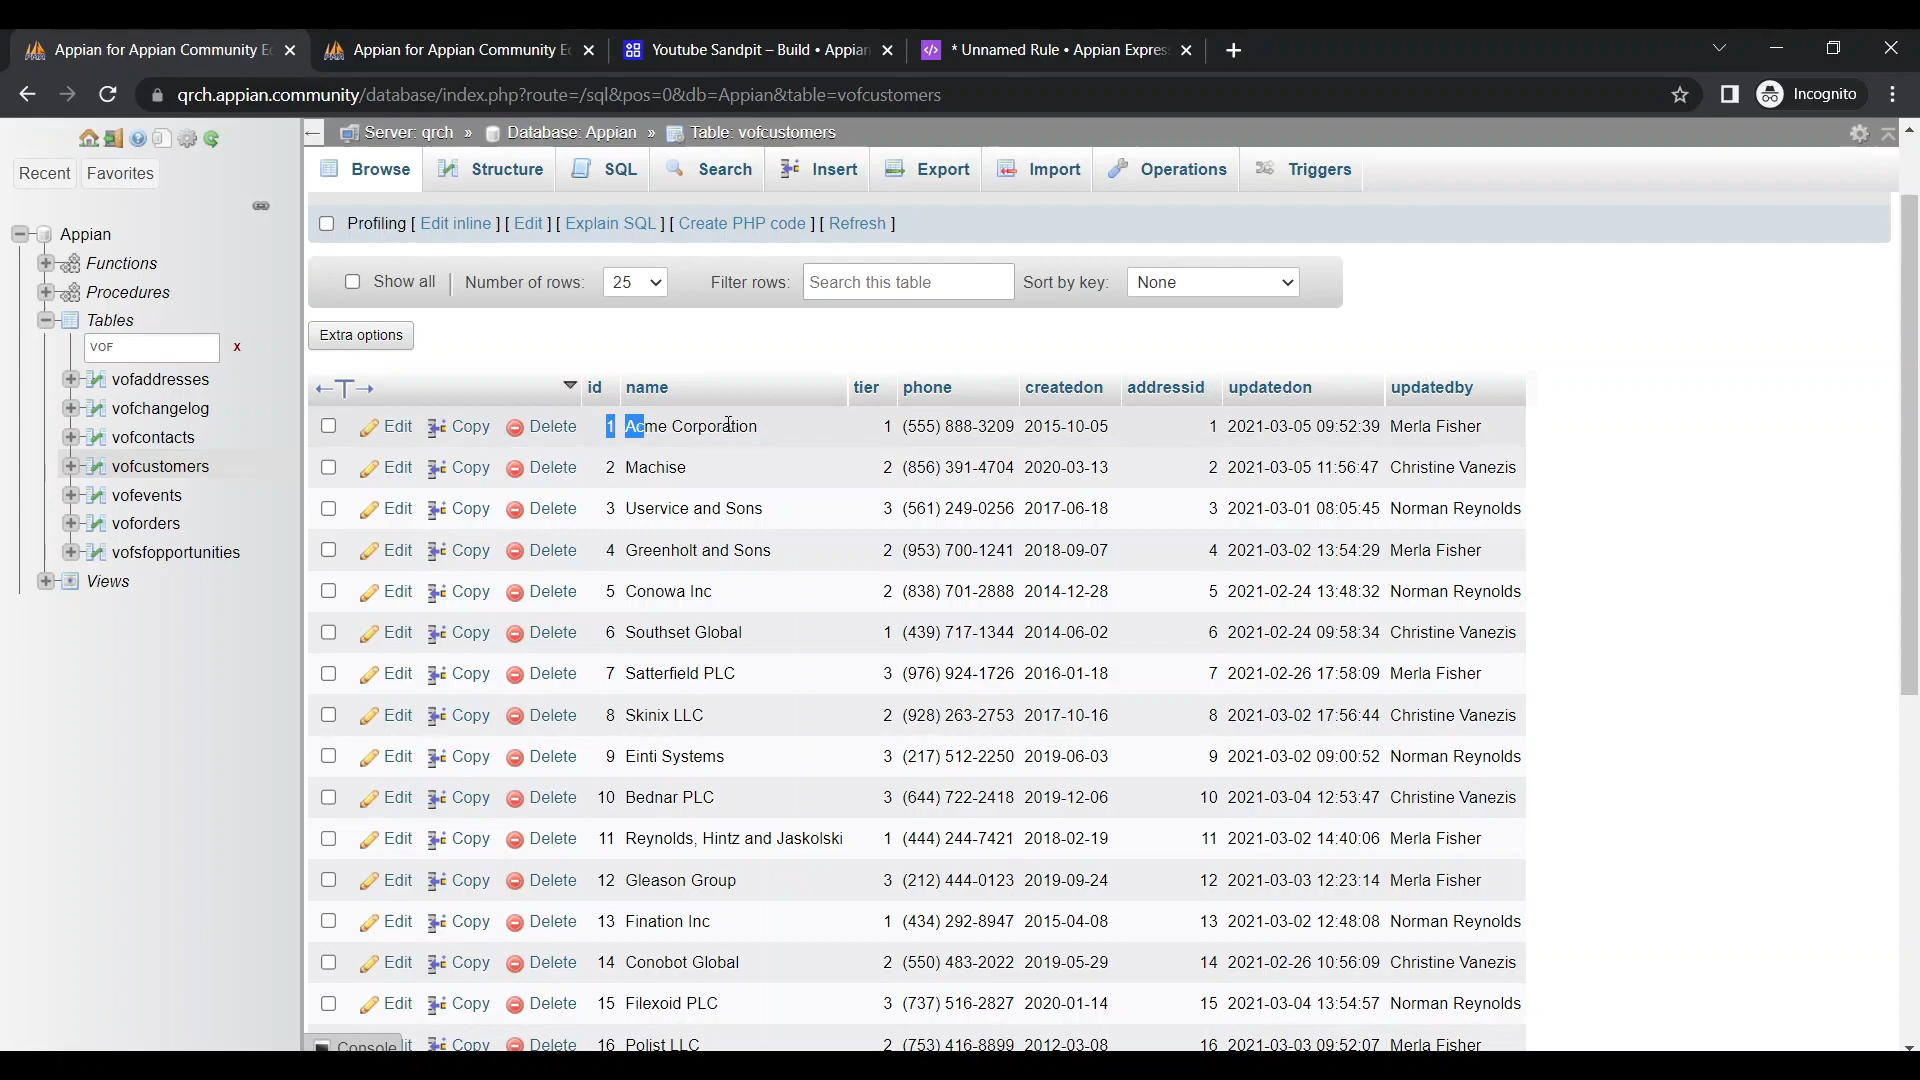 Appian for Appian Community E
Appian for Appian Community E
Youtube Sandpit – Build • Appian
* Unnamed Rule • Appian Expres
qrch.appian.community/database/index.php?route=/sql&pos=0&db=Appian&table=vofcustomers
Incognito
Server: qrch » Database: Appian » Table: vofcustomers
Recent Favorites
Browse Structure SQL Search Insert Export Import Operations Triggers
Profiling [ Edit inline ] [ Edit ] [ Explain SQL ] [ Create PHP code ] [ Refresh ]
Appian
Functions
Procedures
Tables
VOF x
vofaddresses
vofchangelog
vofcontacts
vofcustomers
vofevents
voforders
vofsfopportunities
Views
Show all Number of rows: 25 Filter rows: Search this table Sort by key: None
Extra options
←T→ id name tier phone createdon addressid updatedon updatedby
Edit Copy Delete 1 Acme Corporation 1 (555) 888-3209 2015-10-05 1 2021-03-05 09:52:39 Merla Fisher
Edit Copy Delete 2 Machise 2 (856) 391-4704 2020-03-13 2 2021-03-05 11:56:47 Christine Vanezis
Edit Copy Delete 3 Uservice and Sons 3 (561) 249-0256 2017-06-18 3 2021-03-01 08:05:45 Norman Reynolds
Edit Copy Delete 4 Greenholt and Sons 2 (953) 700-1241 2018-09-07 4 2021-03-02 13:54:29 Merla Fisher
Edit Copy Delete 5 Conowa Inc 2 (838) 701-2888 2014-12-28 5 2021-02-24 13:48:32 Norman Reynolds
Edit Copy Delete 6 Southset Global 1 (439) 717-1344 2014-06-02 6 2021-02-24 09:58:34 Christine Vanezis
Edit Copy Delete 7 Satterfield PLC 3 (976) 924-1726 2016-01-18 7 2021-02-26 17:58:09 Merla Fisher
Edit Copy Delete 8 Skinix LLC 2 (928) 263-2753 2017-10-16 8 2021-03-02 17:56:44 Christine Vanezis
Edit Copy Delete 9 Einti Systems 3 (217) 512-2250 2019-06-03 9 2021-03-02 09:00:52 Norman Reynolds
Edit Copy Delete 10 Bednar PLC 3 (644) 722-2418 2019-12-06 10 2021-03-04 12:53:47 Christine Vanezis
Edit Copy Delete 11 Reynolds, Hintz and Jaskolski 1 (444) 244-7421 2018-02-19 11 2021-03-02 14:40:06 Merla Fisher
Edit Copy Delete 12 Gleason Group 3 (212) 444-0123 2019-09-24 12 2021-03-03 12:23:14 Merla Fisher
Edit Copy Delete 13 Fination Inc 1 (434) 292-8947 2015-04-08 13 2021-03-02 12:48:08 Norman Reynolds
Edit Copy Delete 14 Conobot Global 2 (550) 483-2022 2019-05-29 14 2021-02-26 10:56:09 Christine Vanezis
Edit Copy Delete 15 Filexoid PLC 3 (737) 516-2827 2020-01-14 15 2021-03-04 13:54:57 Norman Reynolds
Console it Copy Delete 16 Polist LLC 2 (753) 416-8899 2012-03-08 16 2021-03-03 09:52:07 Merla Fisher